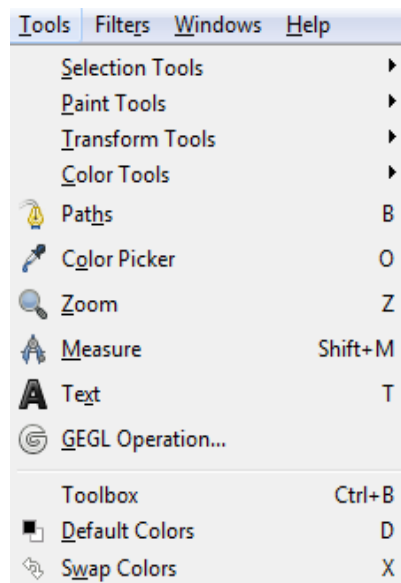 Tools Filters Windows Help
Selection Tools
Paint Tools
Transform Tools
Color Tools
Paths B
Color Picker O
Zoom Z
Measure Shift+M
Text T
GEGL Operation...
Toolbox Ctrl+B
Default Colors D
Swap Colors X